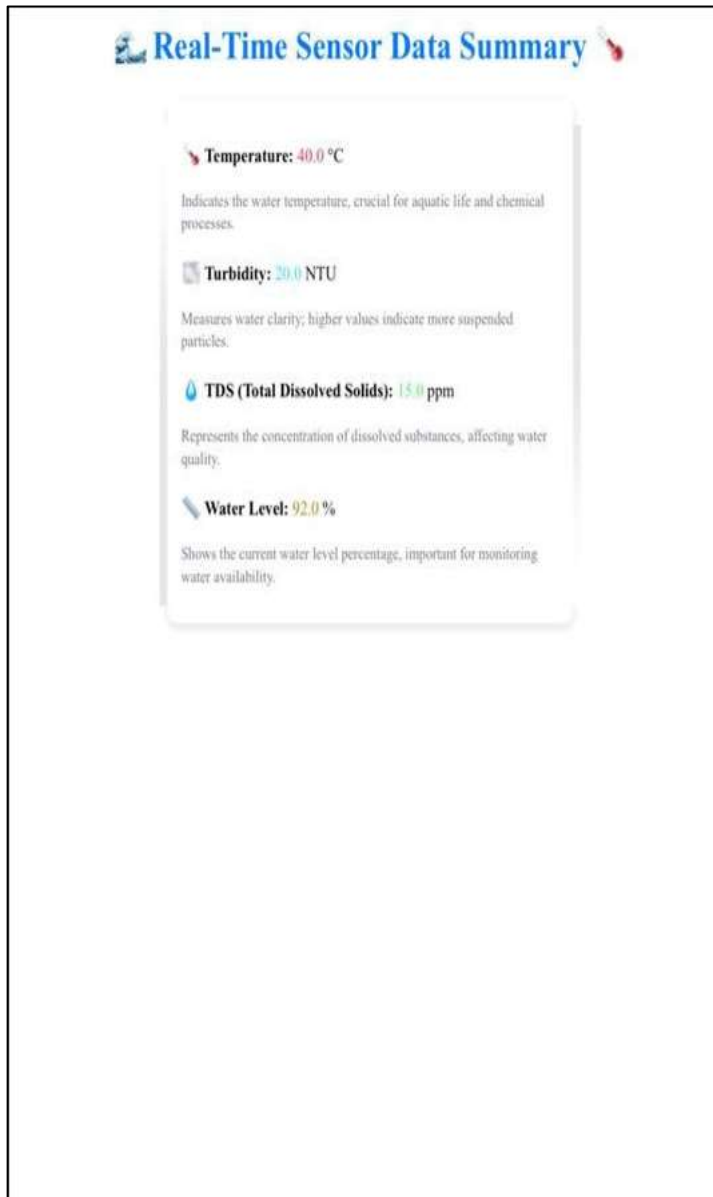 Real-Time Sensor Data Summary
Temperature: 40.0 °C
Indicates the water temperature, crucial for aquatic life and chemical
processes.
Turbidity: 20.0 NTU
Measures water clarity; higher values indicate more suspended
particles.
TDS (Total Dissolved Solids): 15.0 ppm
Represents the concentration of dissolved substances, affecting water
quality.
Water Level: 92.0 %
Shows the current water level percentage, important for monitoring
water availability.